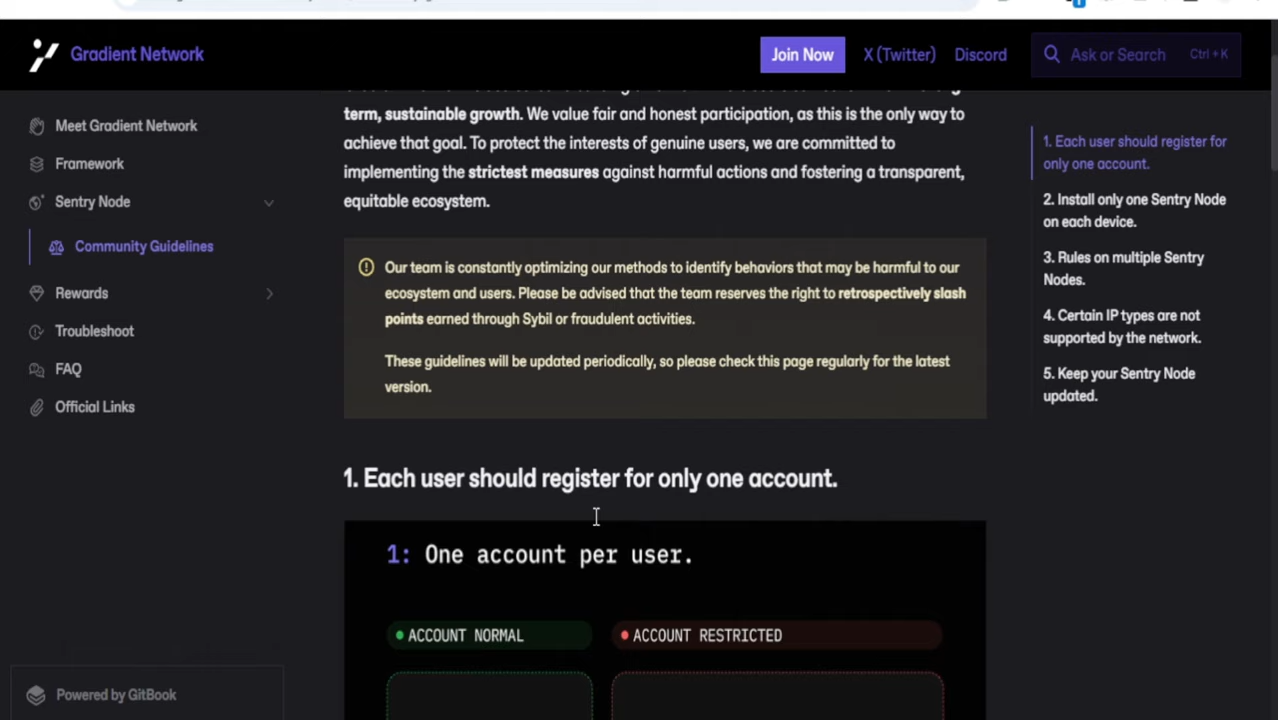 Gradient Network
Join Now
X (Twitter)
Discord
Ask or Search
Ctrl + K
Meet Gradient Network
Framework
Sentry Node
Community Guidelines
Rewards
Troubleshoot
FAQ
Official Links
Powered by GitBook
term, sustainable growth. We value fair and honest participation, as this is the only way to
achieve that goal. To protect the interests of genuine users, we are committed to
implementing the strictest measures against harmful actions and fostering a transparent,
equitable ecosystem.
Our team is constantly optimizing our methods to identify behaviors that may be harmful to our
ecosystem and users. Please be advised that the team reserves the right to retrospectively slash
points earned through Sybil or fraudulent activities.
These guidelines will be updated periodically, so please check this page regularly for the latest
version.
1. Each user should register for only one account.
1: One account per user.
ACCOUNT NORMAL
ACCOUNT RESTRICTED
1. Each user should register for
only one account.
2. Install only one Sentry Node
on each device.
3. Rules on multiple Sentry
Nodes.
4. Certain IP types are not
supported by the network.
5. Keep your Sentry Node
updated.